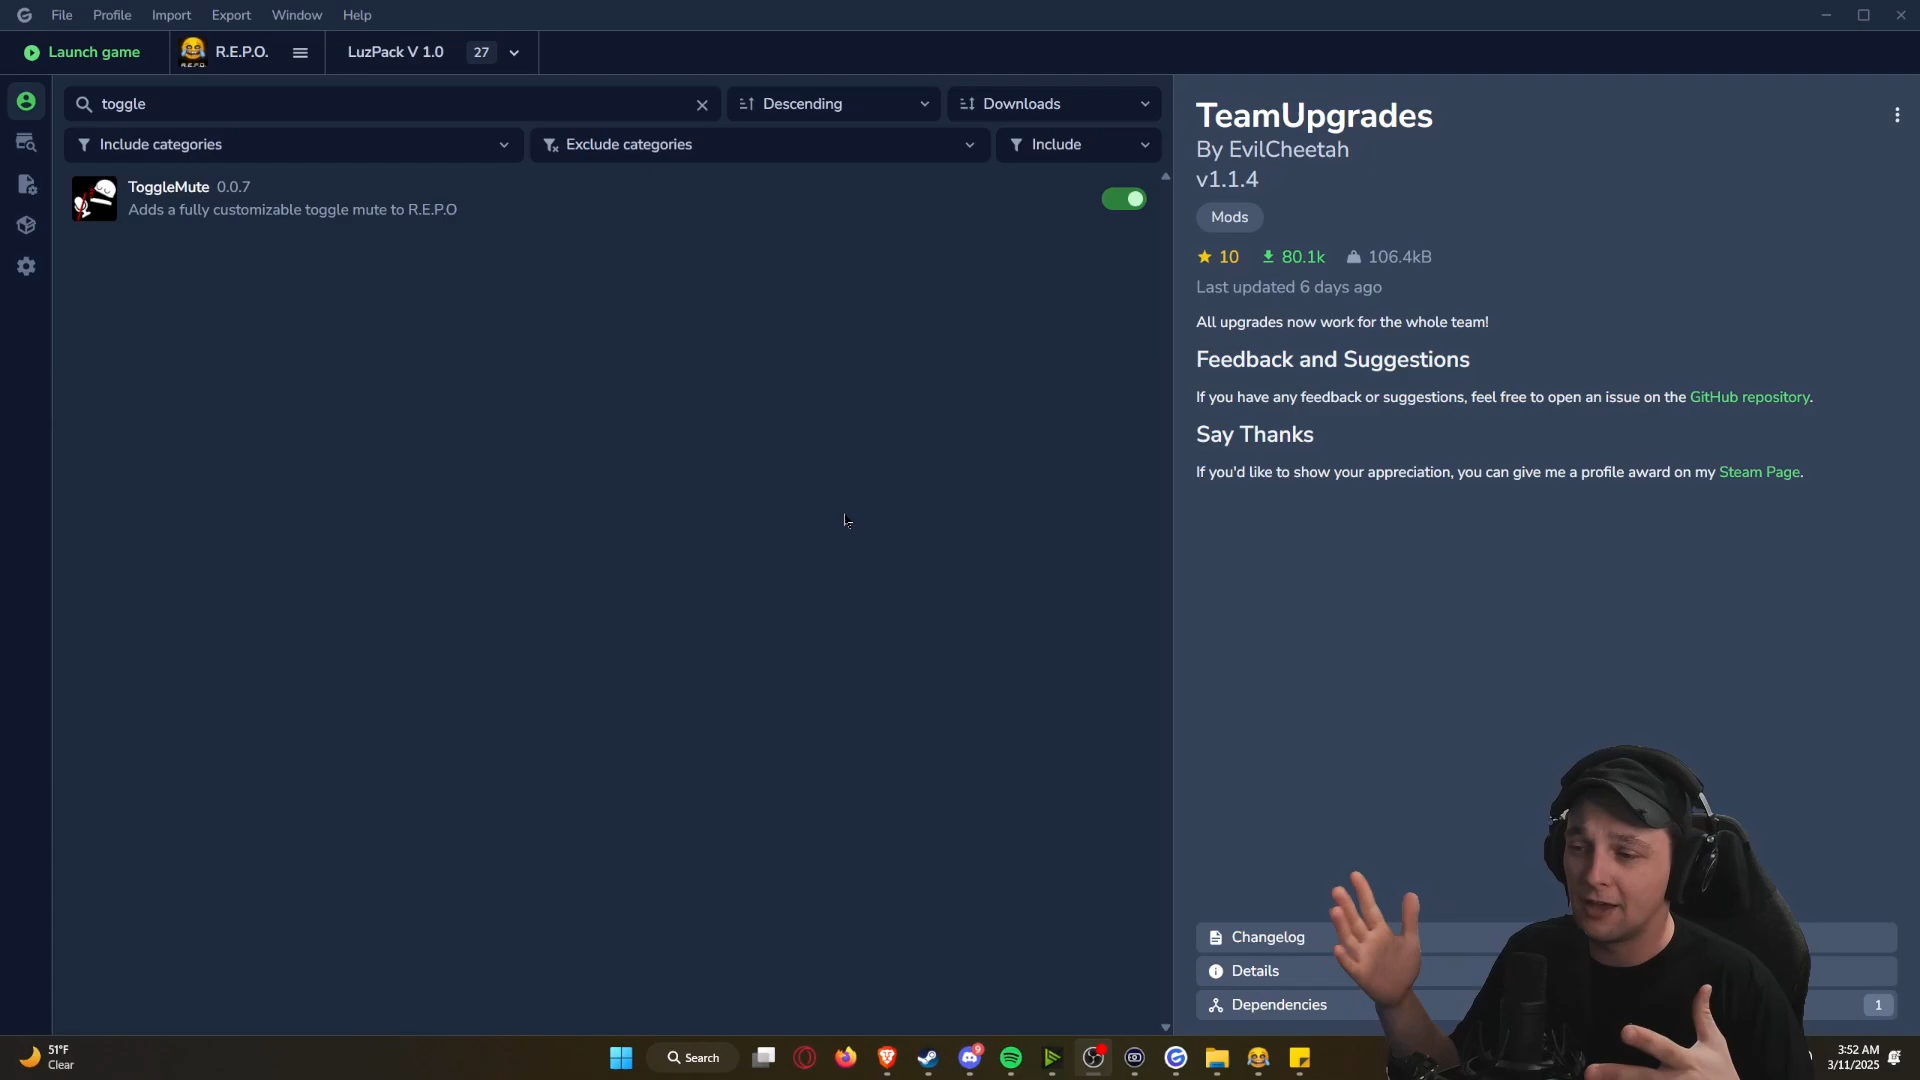 File Profile Import Export Window Help
Launch game R.E.P.O. LuzPack V 1.0 27
toggle Descending Downloads
Include categories Exclude categories Include
ToggleMute 0.0.7
Adds a fully customizable toggle mute to R.E.P.O
TeamUpgrades
By EvilCheetah
v1.1.4
Mods
10 80.1k 106.4kB
Last updated 6 days ago
All upgrades now work for the whole team!
Feedback and Suggestions
If you have any feedback or suggestions, feel free to open an issue on the GitHub repository.
Say Thanks
If you'd like to show your appreciation, you can give me a profile award on my Steam Page.
Changelog
Details
Dependencies 1
51°F
Clear
Search
9
3:52 AM
3/11/2025